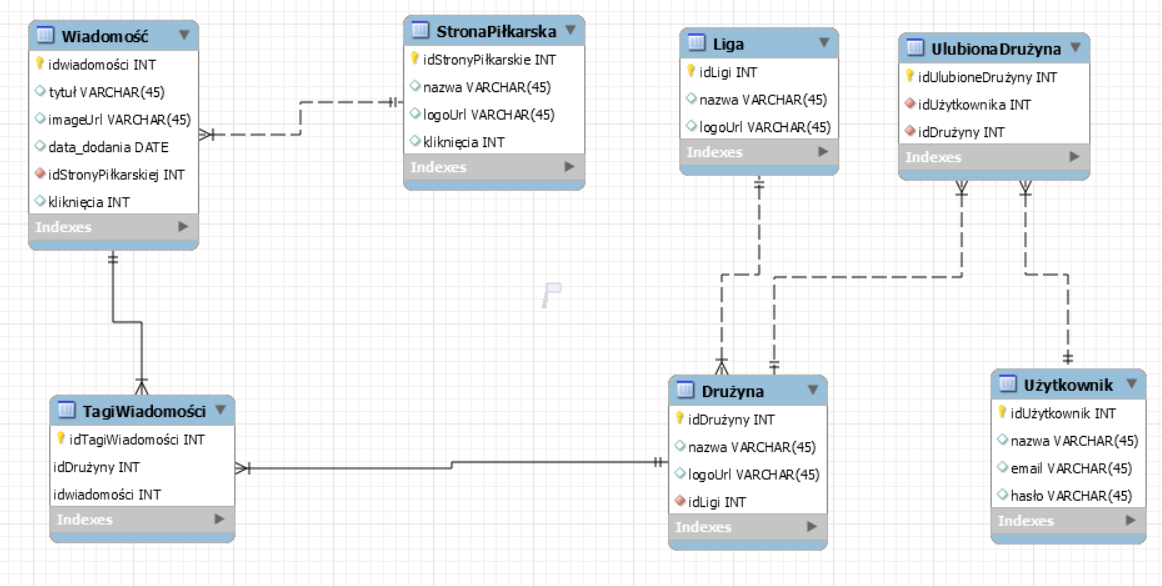 Wiadomość
idwiadomości INT
tytuł VARCHAR(45)
imageUrl VARCHAR(45)
data_dodania DATE
idStronyPiłkarskiej INT
kliknięcia INT
Indexes
StronaPiłkarska
idStronyPiłkarskie INT
nazwa VARCHAR(45)
logoUrl VARCHAR(45)
kliknięcia INT
Indexes
Liga
idLigi INT
nazwa VARCHAR(45)
logoUrl VARCHAR(45)
Indexes
UlubionaDrużyna
idUlubioneDrużyny INT
idUżytkownika INT
idDrużyny INT
Indexes
TagiWiadomości
idTagiWiadomości INT
idDrużyny INT
idwiadomości INT
Indexes
Drużyna
idDrużyny INT
nazwa VARCHAR(45)
logoUrl VARCHAR(45)
idLigi INT
Indexes
Użytkownik
idUżytkownik INT
nazwa VARCHAR(45)
email VARCHAR(45)
hasło VARCHAR(45)
Indexes